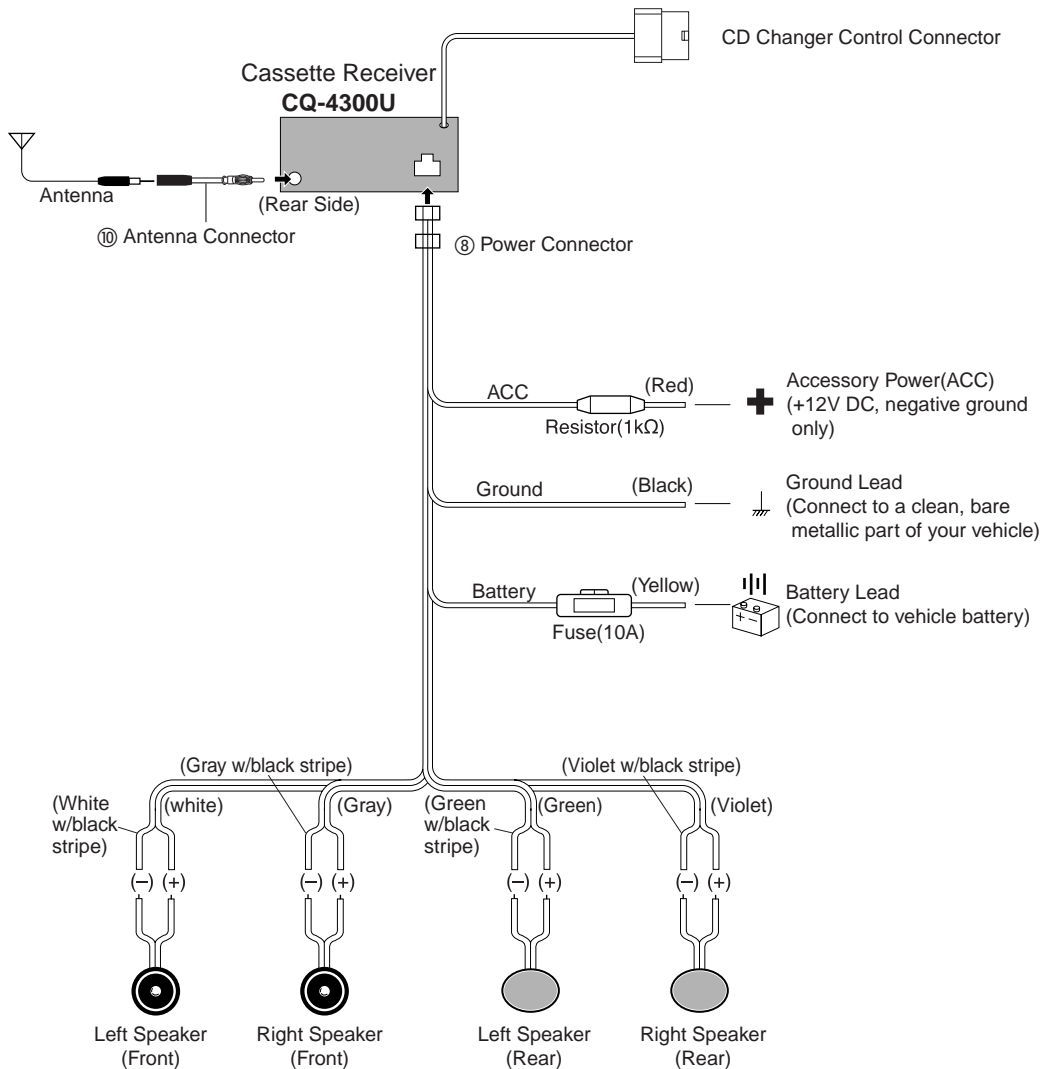 CD Changer Control Connector
Cassette Receiver
CQ-4300U
Antenna
(Rear Side)
⑩ Antenna Connector
⑧ Power Connector
ACC
(Red)
Resistor(1kΩ)
Accessory Power(ACC)
(+12V DC, negative ground
only)
Ground
(Black)
Ground Lead
(Connect to a clean, bare
metallic part of your vehicle)
Battery
(Yellow)
Fuse(10A)
+ −
Battery Lead
(Connect to vehicle battery)
(Gray w/black stripe)
(Violet w/black stripe)
(White
w/black
stripe)
(white)
(Gray)
(Green
w/black
stripe)
(Green)
(Violet)
(−) (+)
(−) (+)
(−) (+)
(−) (+)
Left Speaker
(Front)
Right Speaker
(Front)
Left Speaker
(Rear)
Right Speaker
(Rear)